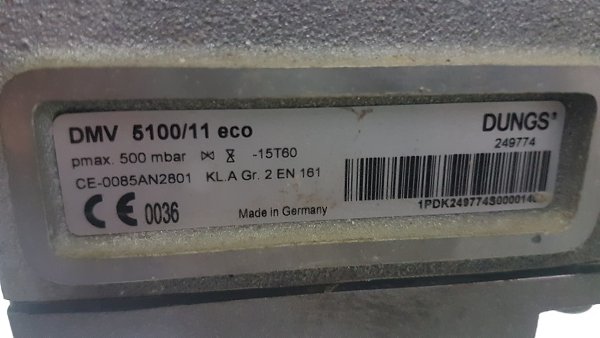 DMV 5100/11 eco
DUNGS®
249774
pmax. 500 mbar -15T60
CE-0085AN2801 KL.A Gr. 2 EN 161
CE 0036
Made in Germany